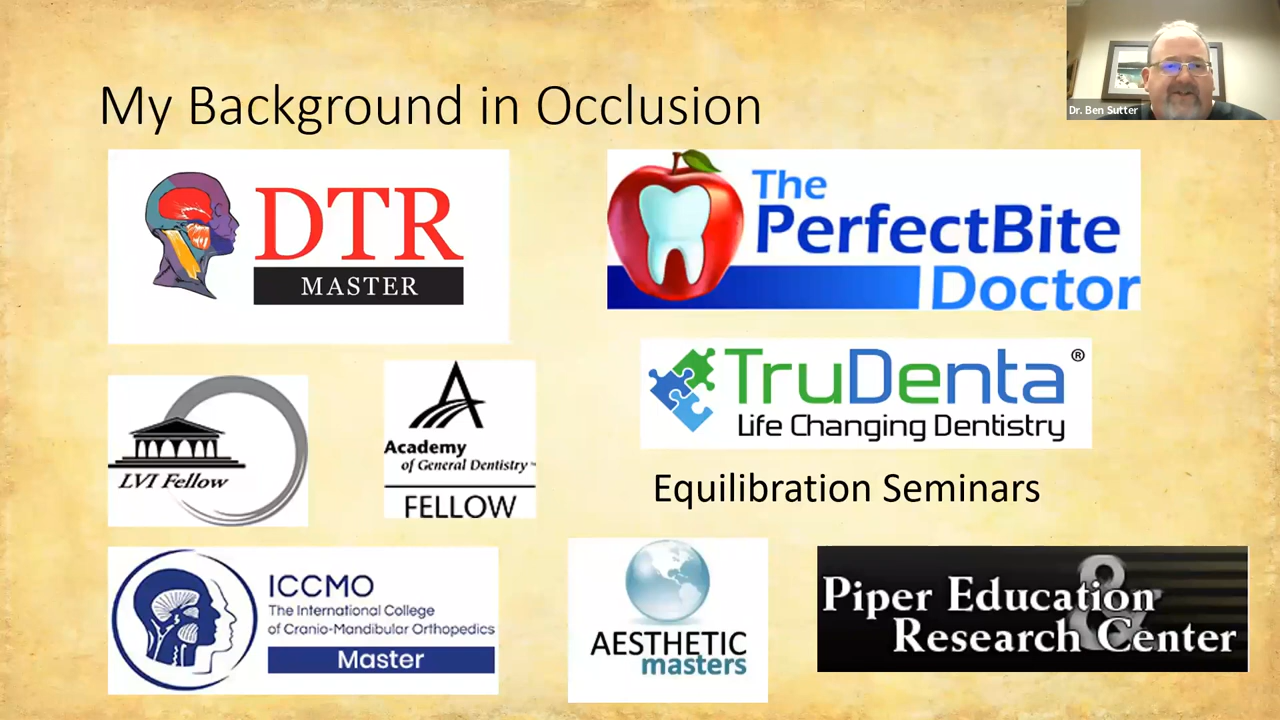 My Background in Occlusion
Dr. Ben Sutter
DTR
MASTER
The
PerfectBite
Doctor
LVI Fellow
Academy
of General Dentistry™
FELLOW
TruDenta®
Life Changing Dentistry
Equilibration Seminars
ICCMO
The International College
of Cranio-Mandibular Orthopedics
Master
AESTHETIC
masters
Piper Education
&
Research Center